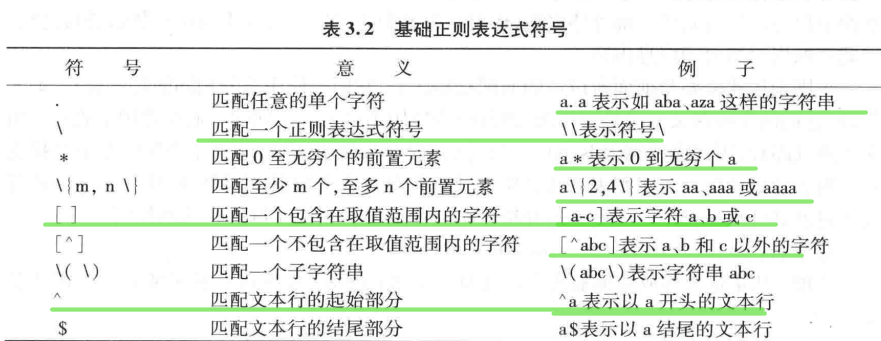 表 3.2 基础正则表达式符号
符 号 意 义 例 子
. 匹配任意的单个字符 a. a 表示如 aba、aza 这样的字符串
\ 匹配一个正则表达式符号 \\表示符号\
* 匹配 0 至无穷个的前置元素 a * 表示 0 到无穷个 a
\{m, n \} 匹配至少 m 个,至多 n 个前置元素 a\{2,4\}表示 aa、aaa 或 aaaa
[ ] 匹配一个包含在取值范围内的字符 [a-c]表示字符 a、b 或 c
[^] 匹配一个不包含在取值范围内的字符 [^abc]表示 a、b 和 c 以外的字符
\( \) 匹配一个子字符串 \(abc\)表示字符串 abc
^ 匹配文本行的起始部分 ^a 表示以 a 开头的文本行
$ 匹配文本行的结尾部分 a$表示以 a 结尾的文本行